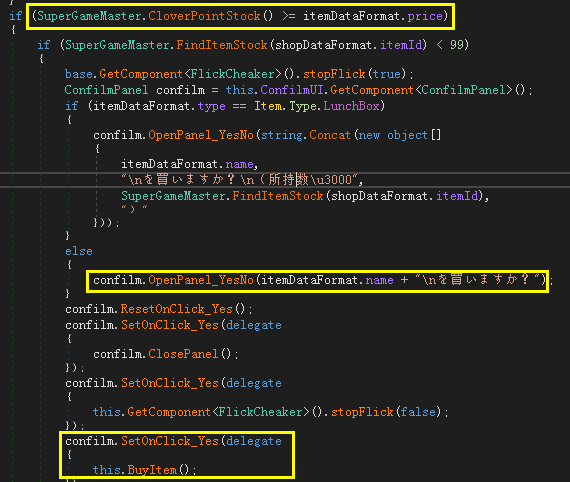 }
if (SuperGameMaster.CloverPointStock() >= itemDataFormat.price)
{
if (SuperGameMaster.FindItemStock(shopDataFormat.itemId) < 99)
{
base.GetComponent<FlickCheaker>().stopFlick(true);
ConfilmPanel confilm = this.ConfilmUI.GetComponent<ConfilmPanel>();
if (itemDataFormat.type == Item.Type.LunchBox)
{
confilm.OpenPanel_YesNo(string.Concat(new object[]
{
itemDataFormat.name,
"\nを買いますか？\n（所持数\u3000",
SuperGameMaster.FindItemStock(shopDataFormat.itemId),
"）"
}));
}
else
{
confilm.OpenPanel_YesNo(itemDataFormat.name + "\nを買いますか？");
}
confilm.ResetOnClick_Yes();
confilm.SetOnClick_Yes(delegate
{
confilm.ClosePanel();
});
confilm.SetOnClick_Yes(delegate
{
this.GetComponent<FlickCheaker>().stopFlick(false);
});
confilm.SetOnClick_Yes(delegate
{
this.BuyItem();